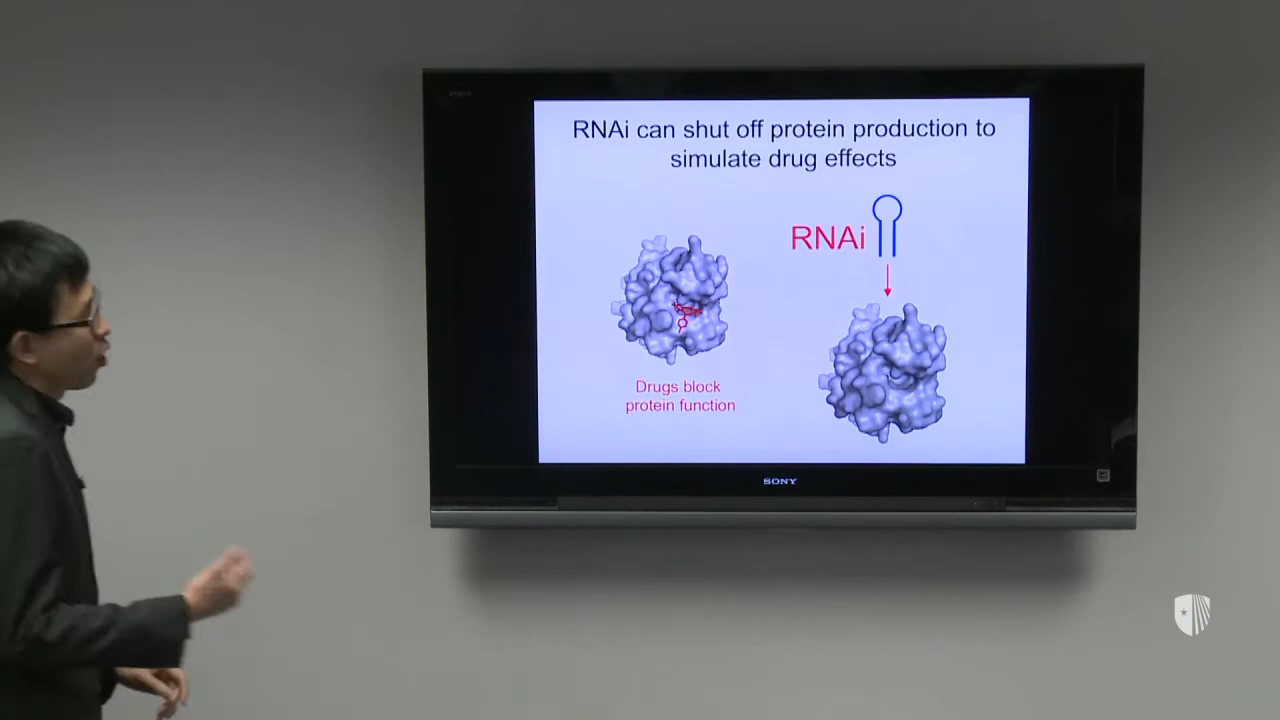 RNAi can shut off protein production to
simulate drug effects
RNAi
Drugs block
protein function
SONY